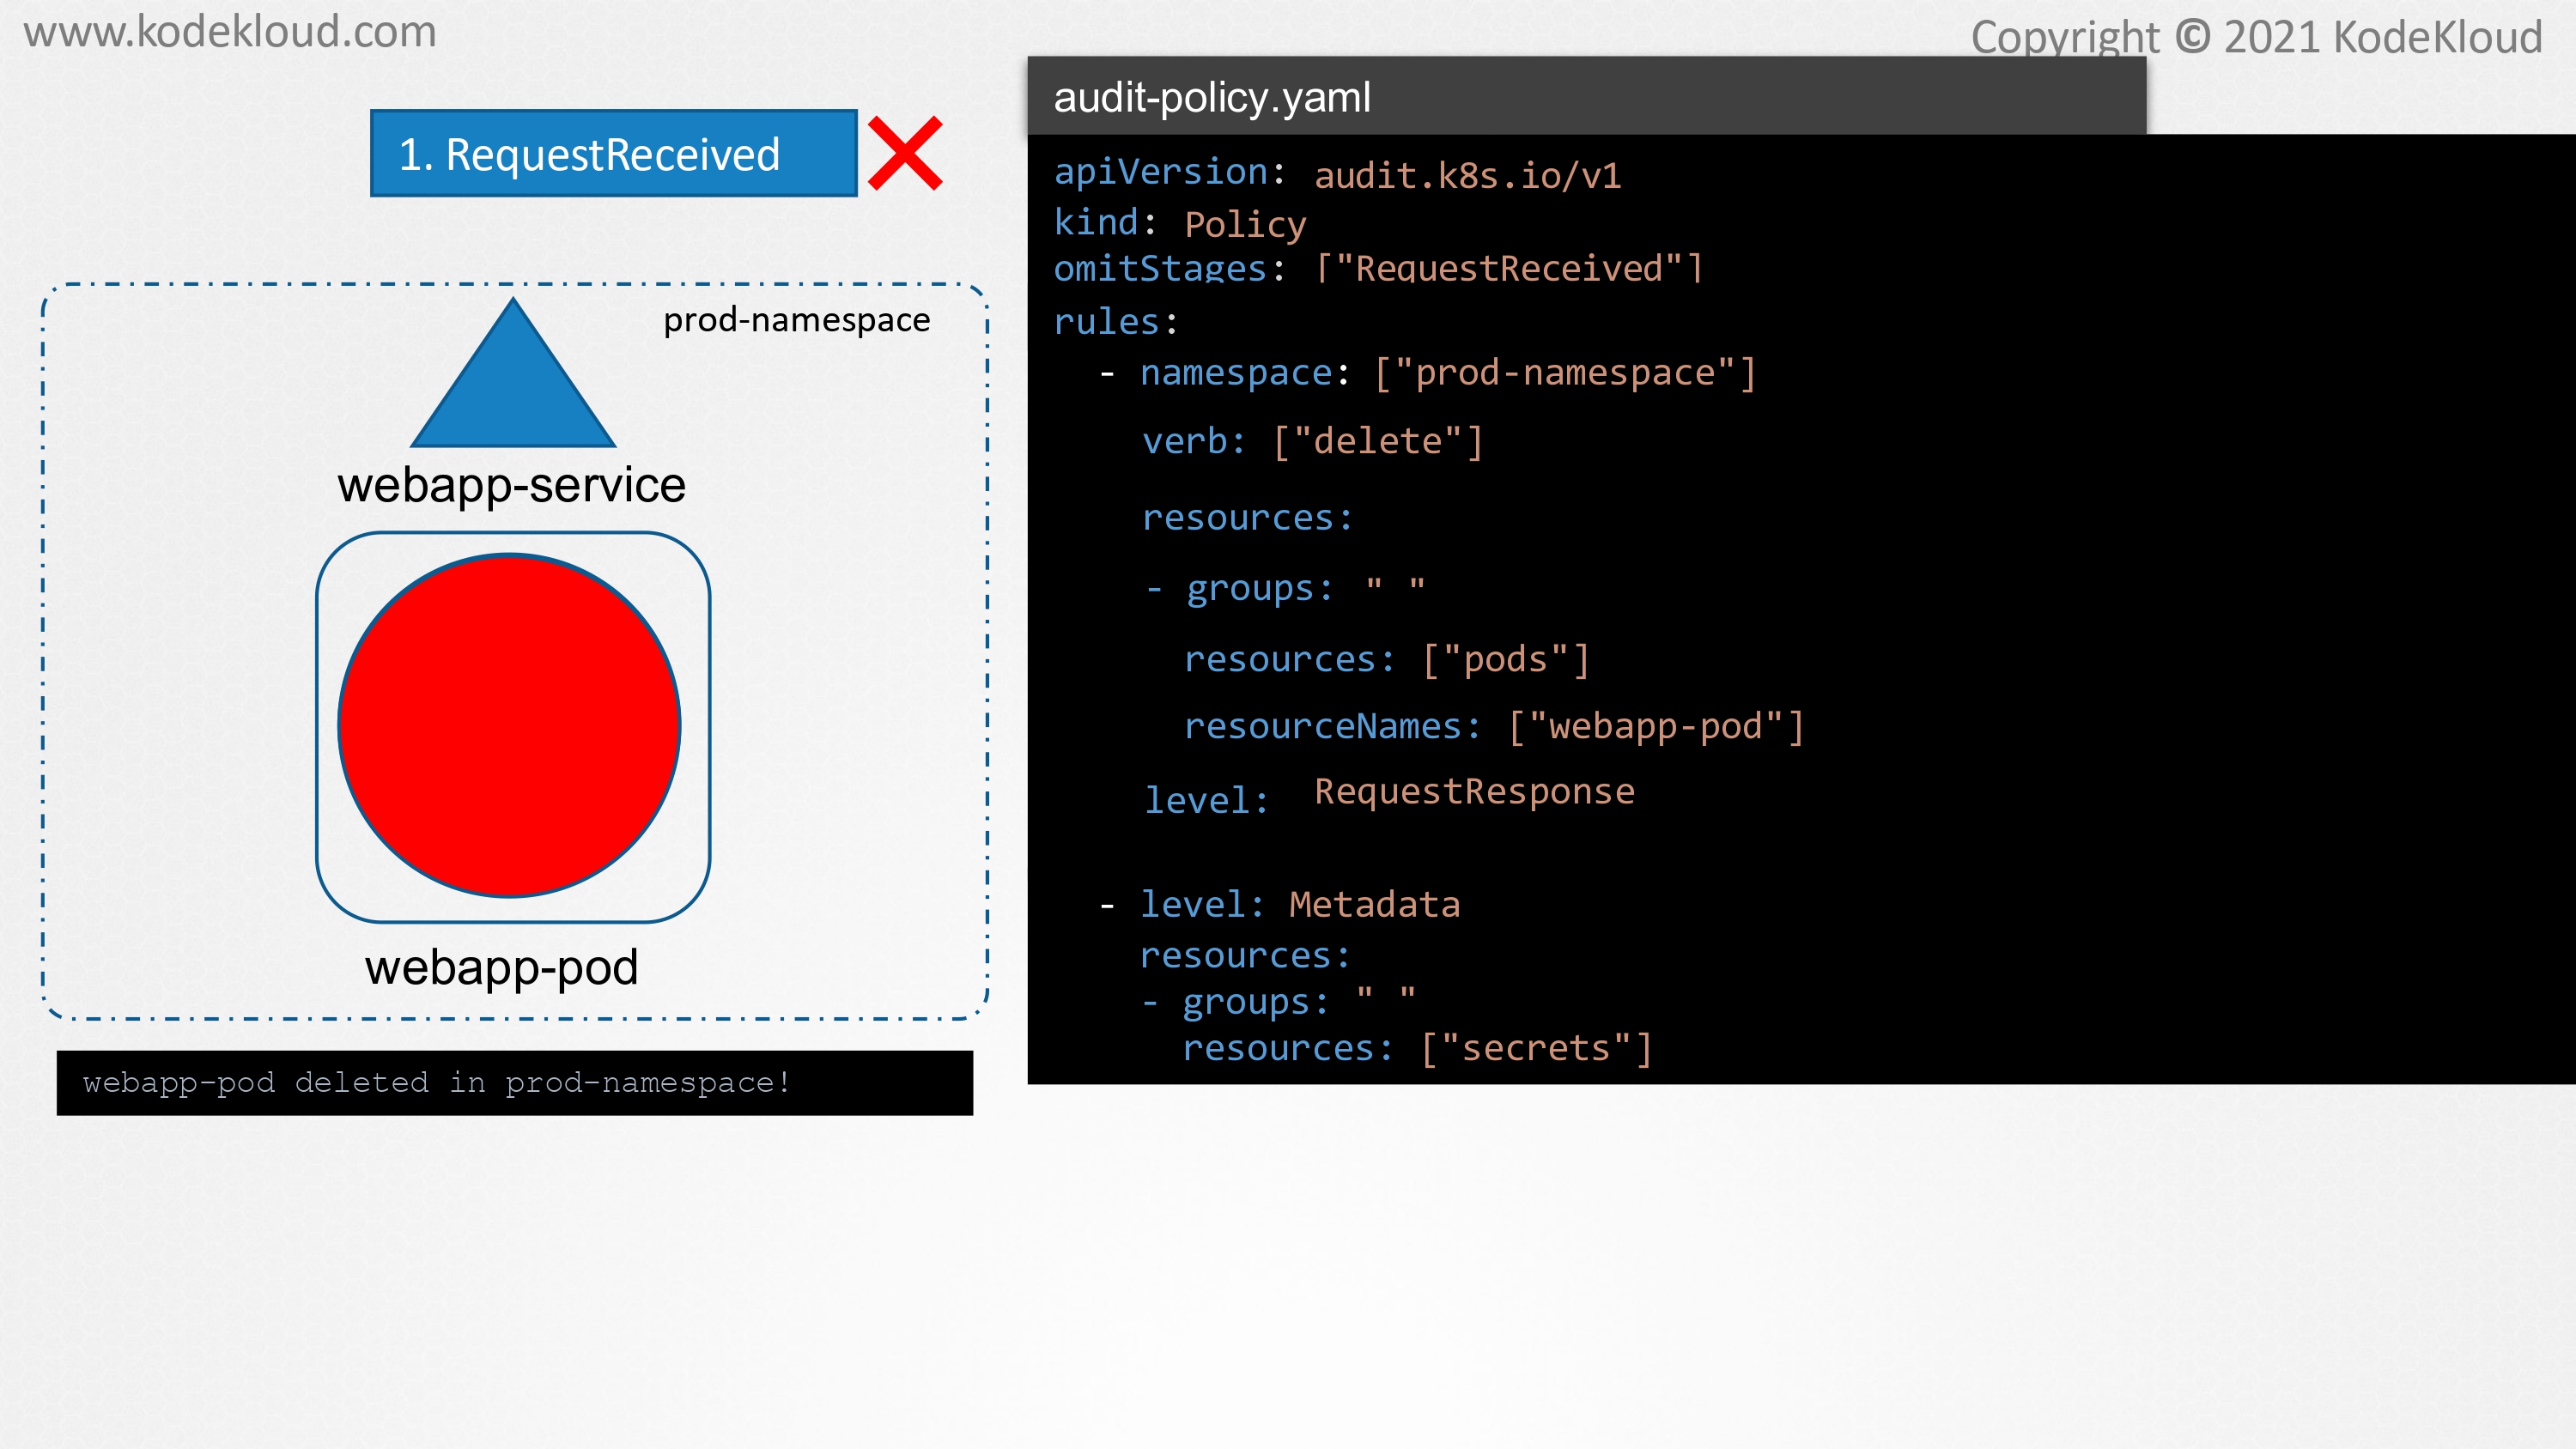 www.kodekloud.com
Copyright © 2021 KodeKloud
1. RequestReceived
prod-namespace
webapp-service
webapp-pod
webapp-pod deleted in prod-namespace!
audit-policy.yaml
apiVersion: audit.k8s.io/v1
kind: Policy
omitStages: ["RequestReceived"]
rules:
- namespace: ["prod-namespace"]
verb: ["delete"]
resources:
- groups: " "
resources: ["pods"]
resourceNames: ["webapp-pod"]
level: RequestResponse
- level: Metadata
resources:
- groups: " "
resources: ["secrets"]